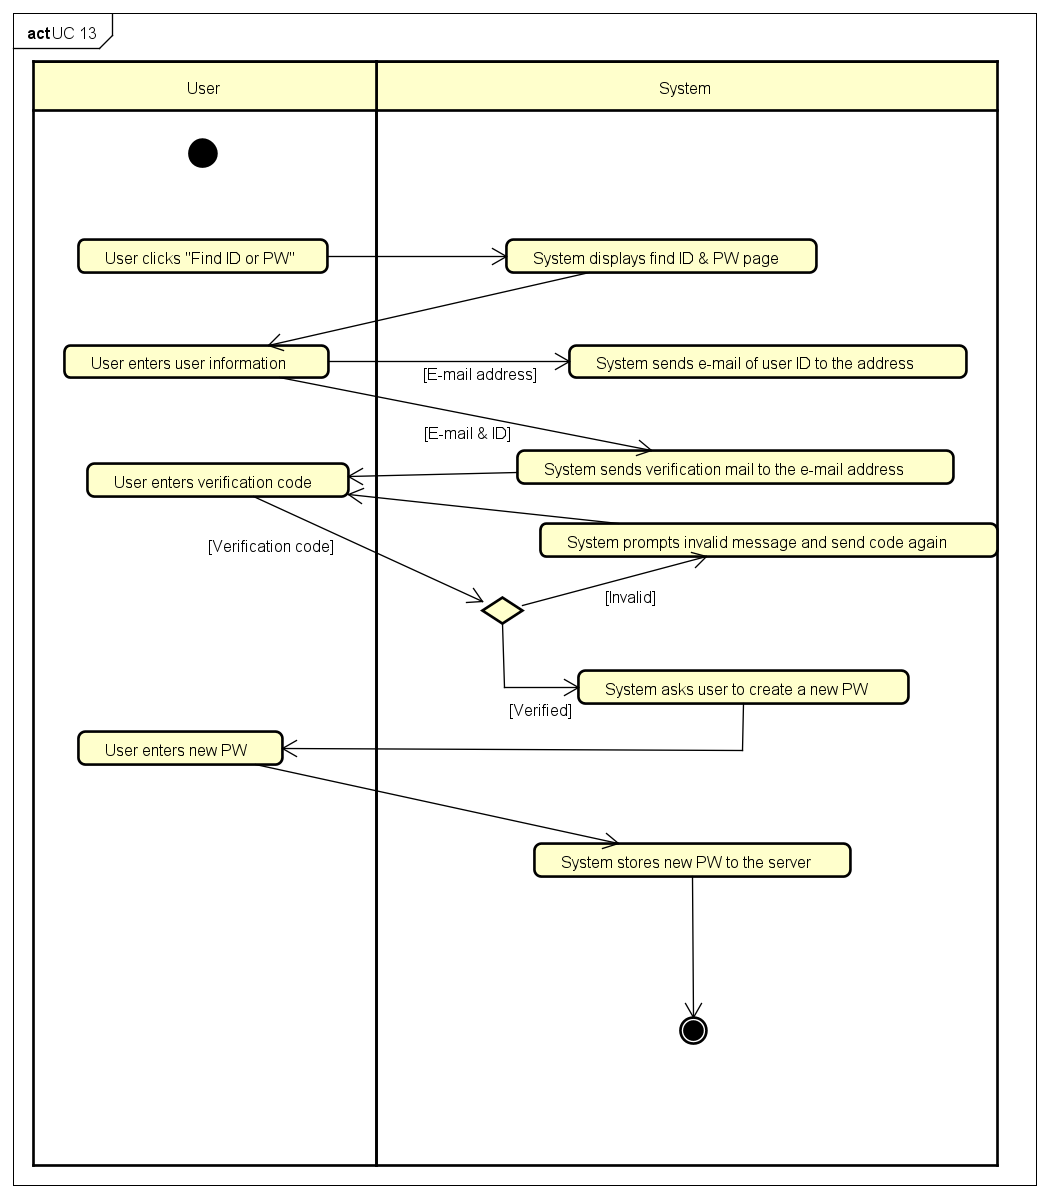 act UC 13
User
System
User clicks "Find ID or PW"
System displays find ID & PW page
User enters user information
System sends e-mail of user ID to the address
[E-mail address]
[E-mail & ID]
System sends verification mail to the e-mail address
User enters verification code
System prompts invalid message and send code again
[Verification code]
[Invalid]
System asks user to create a new PW
[Verified]
User enters new PW
System stores new PW to the server